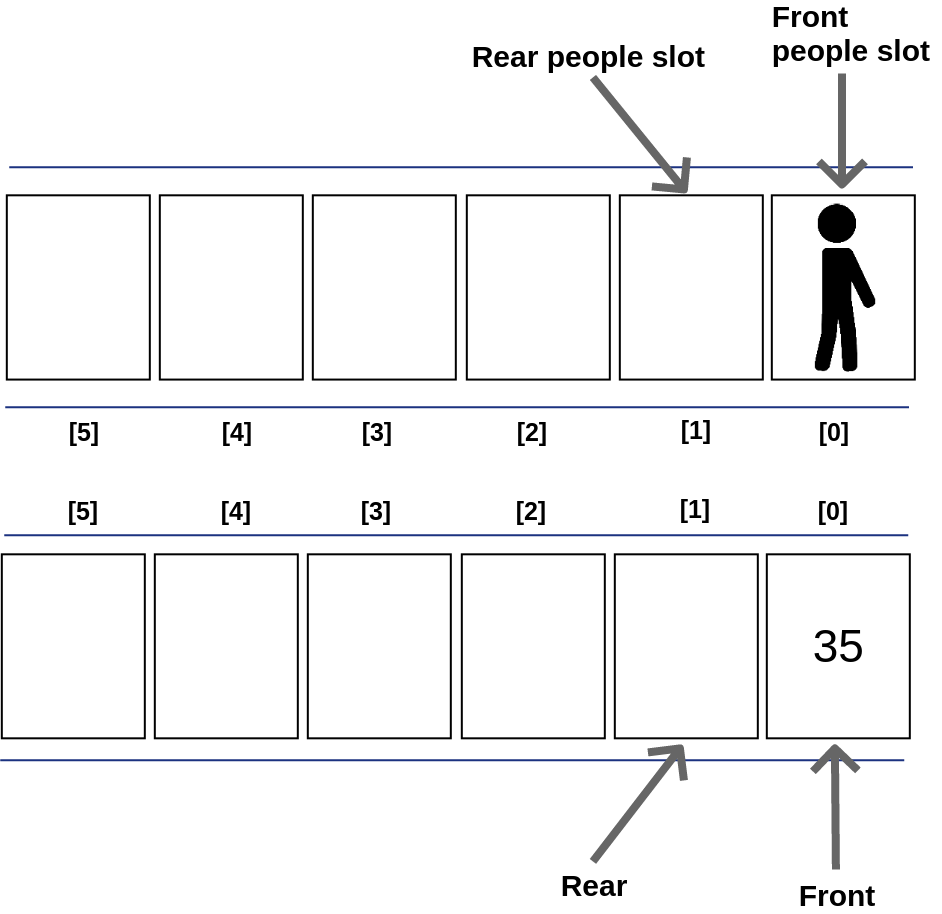 Front
people slot
Rear people slot
[5] [4] [3] [2] [1] [0]
[5] [4] [3] [2] [1] [0]
35
Rear
Front